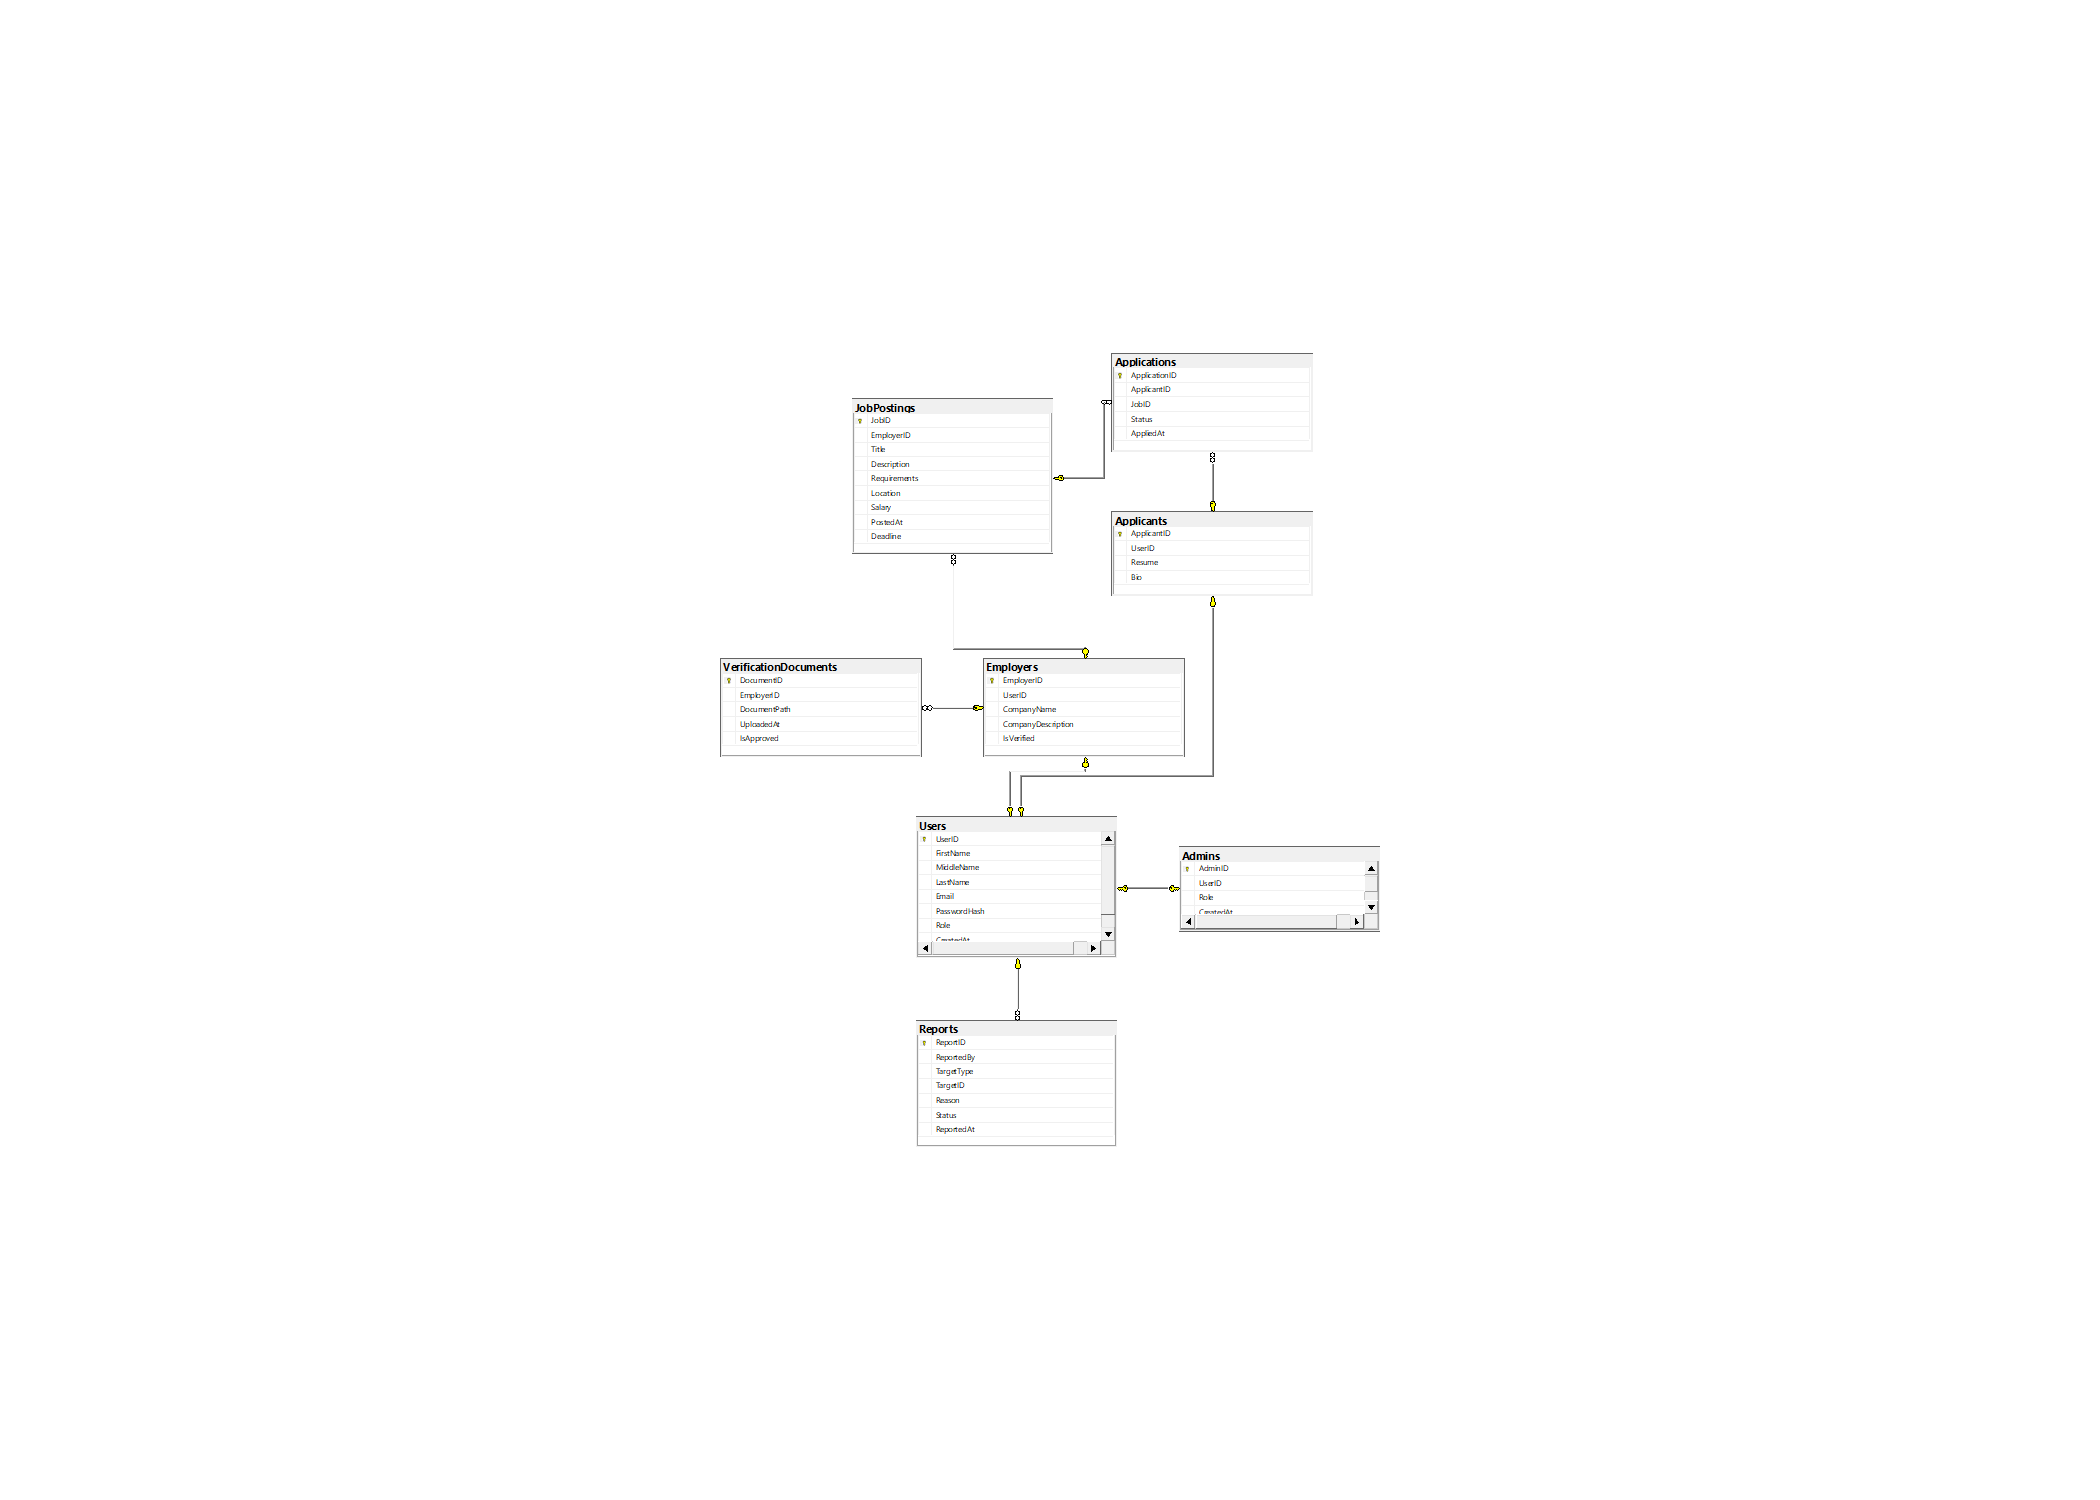 Applications
ApplicationID
ApplicantID
JobID
Status
AppliedAt
JobPostings
JobID
EmployerID
Title
Description
Requirements
Location
Salary
PostedAt
Deadline
Applicants
ApplicantID
UserID
Resume
Bio
VerificationDocuments
DocumentID
EmployerID
DocumentPath
UploadedAt
IsApproved
Employers
EmployerID
UserID
CompanyName
CompanyDescription
IsVerified
Users
UserID
FirstName
MiddleName
LastName
Email
PasswordHash
Role
CreatedAt
Admins
AdminID
UserID
Role
CreatedAt
Reports
ReportID
ReportedBy
TargetType
TargetID
Reason
Status
ReportedAt